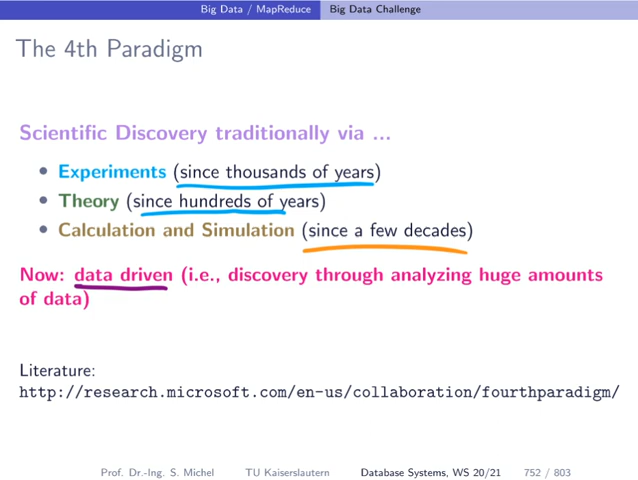 Big Data / MapReduce Big Data Challenge
The 4th Paradigm
Scientific Discovery traditionally via ...
• Experiments (since thousands of years)
• Theory (since hundreds of years)
• Calculation and Simulation (since a few decades)
Now: data driven (i.e., discovery through analyzing huge amounts
of data)
Literature:
http://research.microsoft.com/en-us/collaboration/fourthparadigm/
Prof. Dr.-Ing. S. Michel TU Kaiserslautern Database Systems, WS 20/21 752 / 803